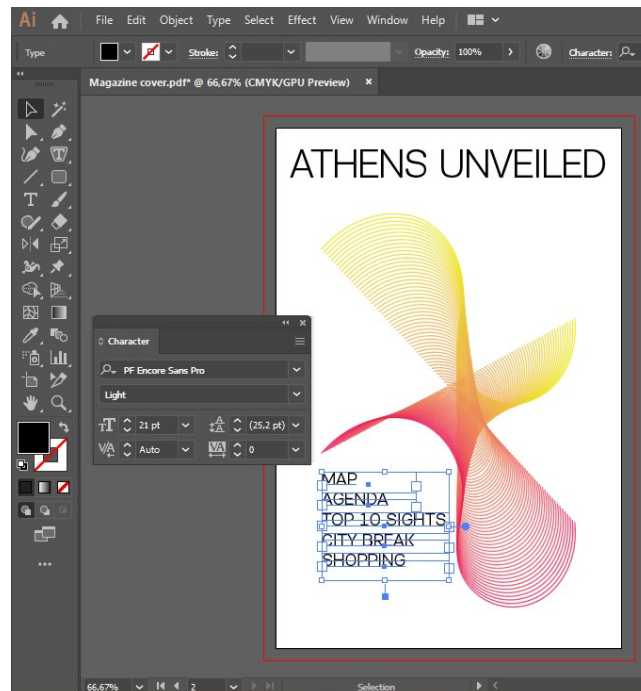 Ai File Edit Object Type Select Effect View Window Help
Type Stroke: Opacity: 100% Character:
Magazine cover.pdf* @ 66,67% (CMYK/GPU Preview) ×
ATHENS UNVEILED
Character
PF Encore Sans Pro
Light
21 pt (25,2 pt)
Auto 0
MAP
AGENDA
TOP 10 SIGHTS
CITY BREAK
SHOPPING
66,67% 2 Selection